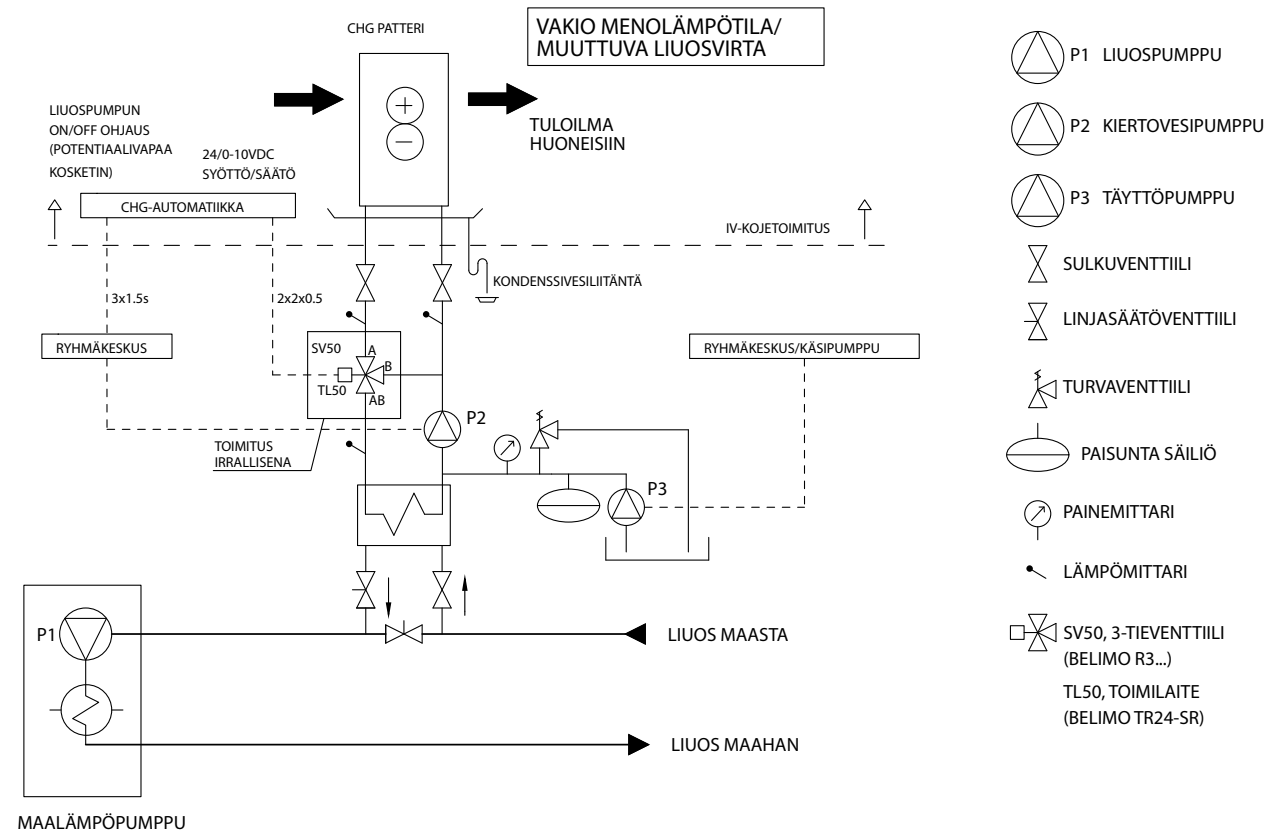 CHG PATTERI
VAKIO MENOLÄMPÖTILA/
MUUTTUVA LIUOSVIRTA
LIUOSPUMPUN
ON/OFF OHJAUS
(POTENTIAALIVAPAA
KOSKETIN)
24/0-10VDC
SYÖTTÖ/SÄÄTÖ
TULOILMA
HUONEISIIN
CHG-AUTOMATIIKKA
IV-KOJETOIMITUS
KONDENSSIVESILIITÄNTÄ
3x1.5s
2x2x0.5
RYHMÄKESKUS
SV50
A
B
TL50
AB
RYHMÄKESKUS/KÄSIPUMPPU
P2
TOIMITUS
IRRALLISENA
P3
P1
LIUOS MAASTA
LIUOS MAAHAN
MAALÄMPÖPUMPPU
P1 LIUOSPUMPPU
P2 KIERTOVESIPUMPPU
P3 TÄYTTÖPUMPPU
SULKUVENTTIILI
LINJASÄÄTÖVENTTIILI
TURVAVENTTIILI
PAISUNTA SÄILIÖ
PAINEMITTARI
LÄMPÖMITTARI
SV50, 3-TIEVENTTIILI
(BELIMO R3...)
TL50, TOIMILAITE
(BELIMO TR24-SR)